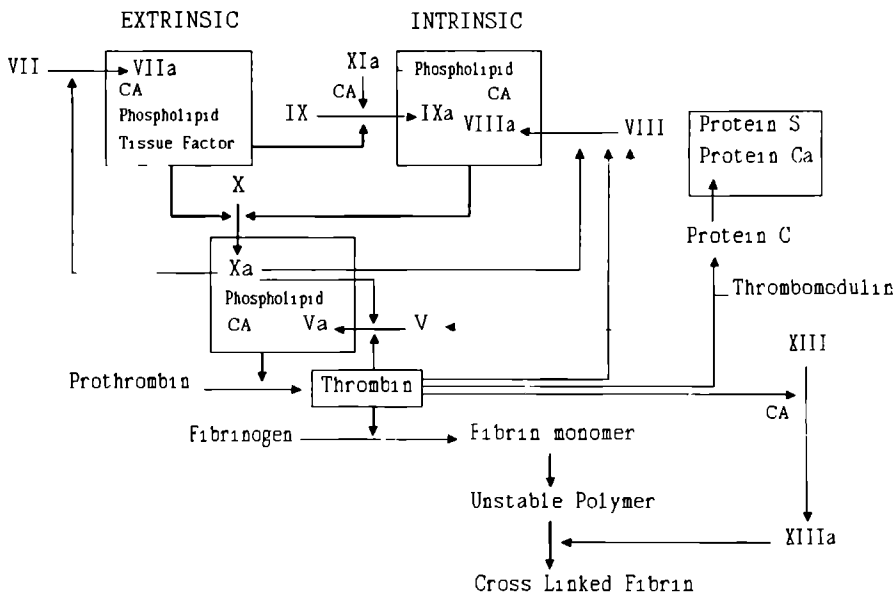 EXTRINSIC
INTRINSIC
VII
VIIa
CA
Phospholipid
Tissue Factor
XIa
CA
IX
Phospholipid
CA
IXa
VIIIa
VIII
Protein S
Protein Ca
X
Protein C
Xa
Phospholipid
CA
Va
V
Thrombomodulin
XIII
Prothrombin
Thrombin
CA
Fibrinogen
Fibrin monomer
Unstable Polymer
XIIIa
Cross Linked Fibrin